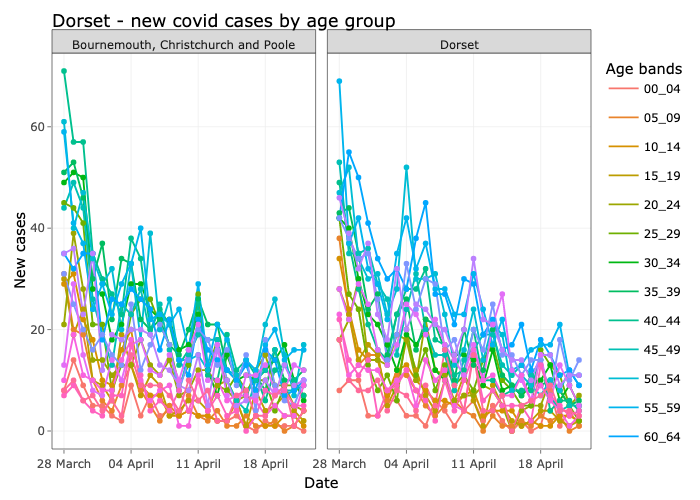 Dorset - new covid cases by age group
Bournemouth, Christchurch and Poole
Dorset
New cases
60
40
20
0
28 March
04 April
11 April
18 April
28 March
04 April
11 April
18 April
Date
Age bands
00_04
05_09
10_14
15_19
20_24
25_29
30_34
35_39
40_44
45_49
50_54
55_59
60_64